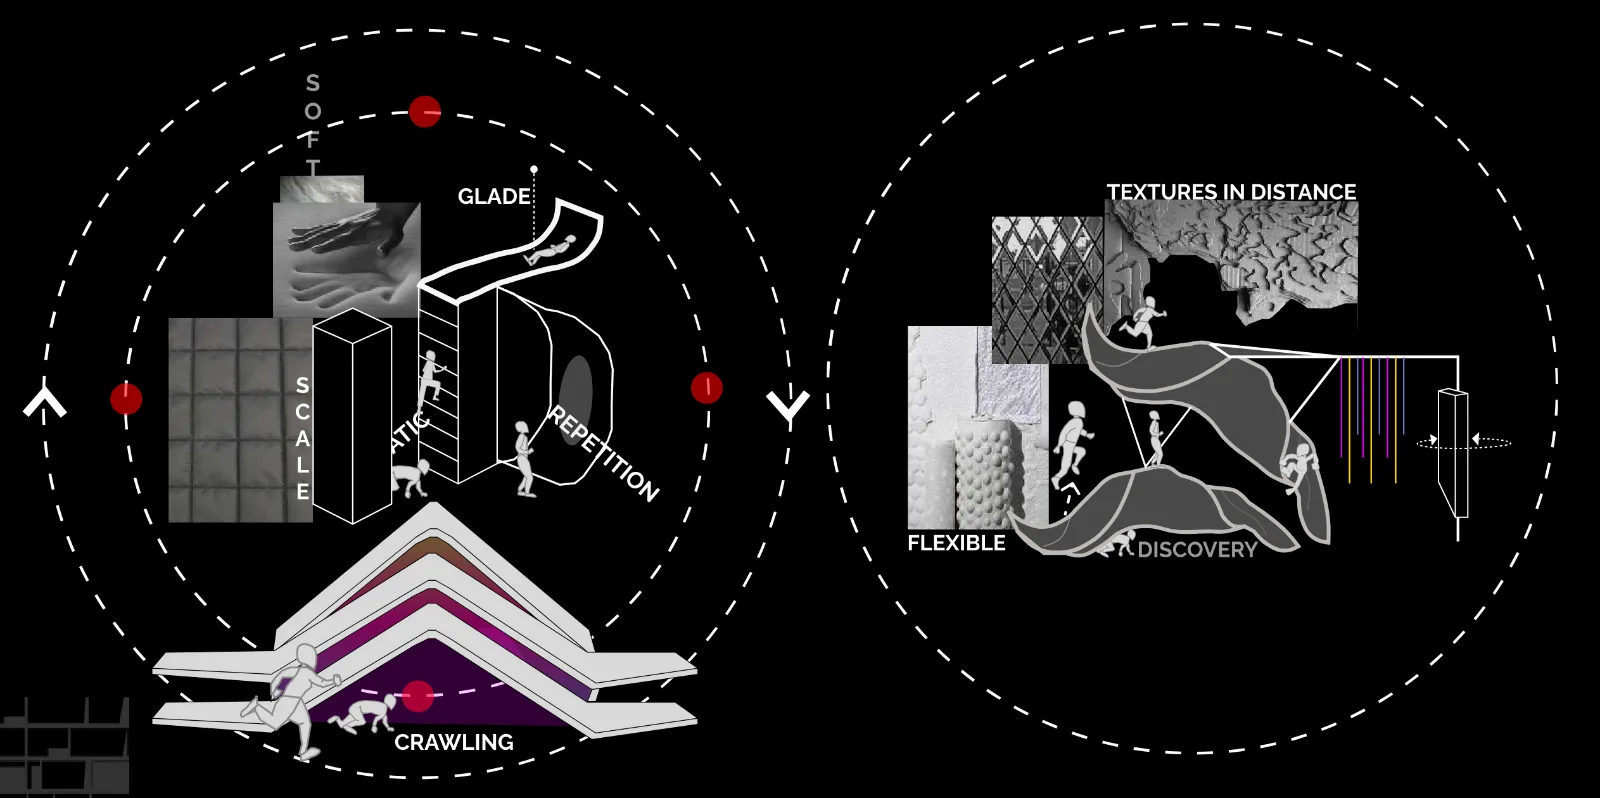 SOFT
GLADE
SCALE
REPETITION
CRAWLING
TEXTURES IN DISTANCE
FLEXIBLE
DISCOVERY